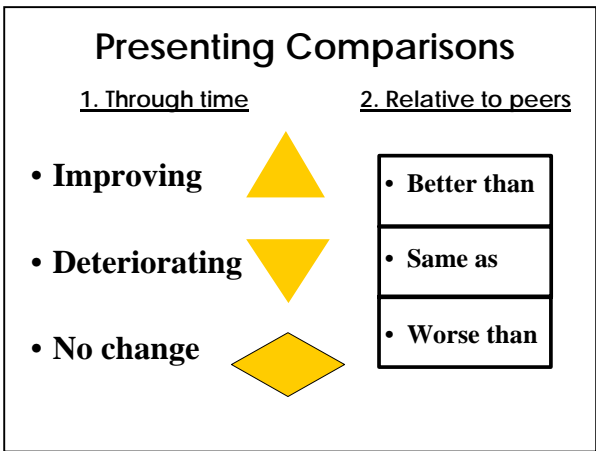 Presenting Comparisons
1. Through time
• Improving
• Deteriorating
• No change
2. Relative to peers
• Better than
• Same as
• Worse than